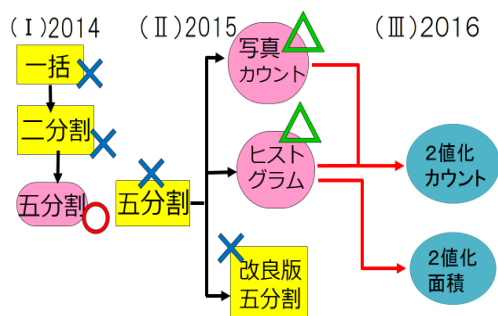 (Ⅰ)2014
一括
二分割
五分割
(Ⅱ)2015
五分割
写真
カウント
ヒスト
グラム
改良版
五分割
(Ⅲ)2016
2値化
カウント
2値化
面積